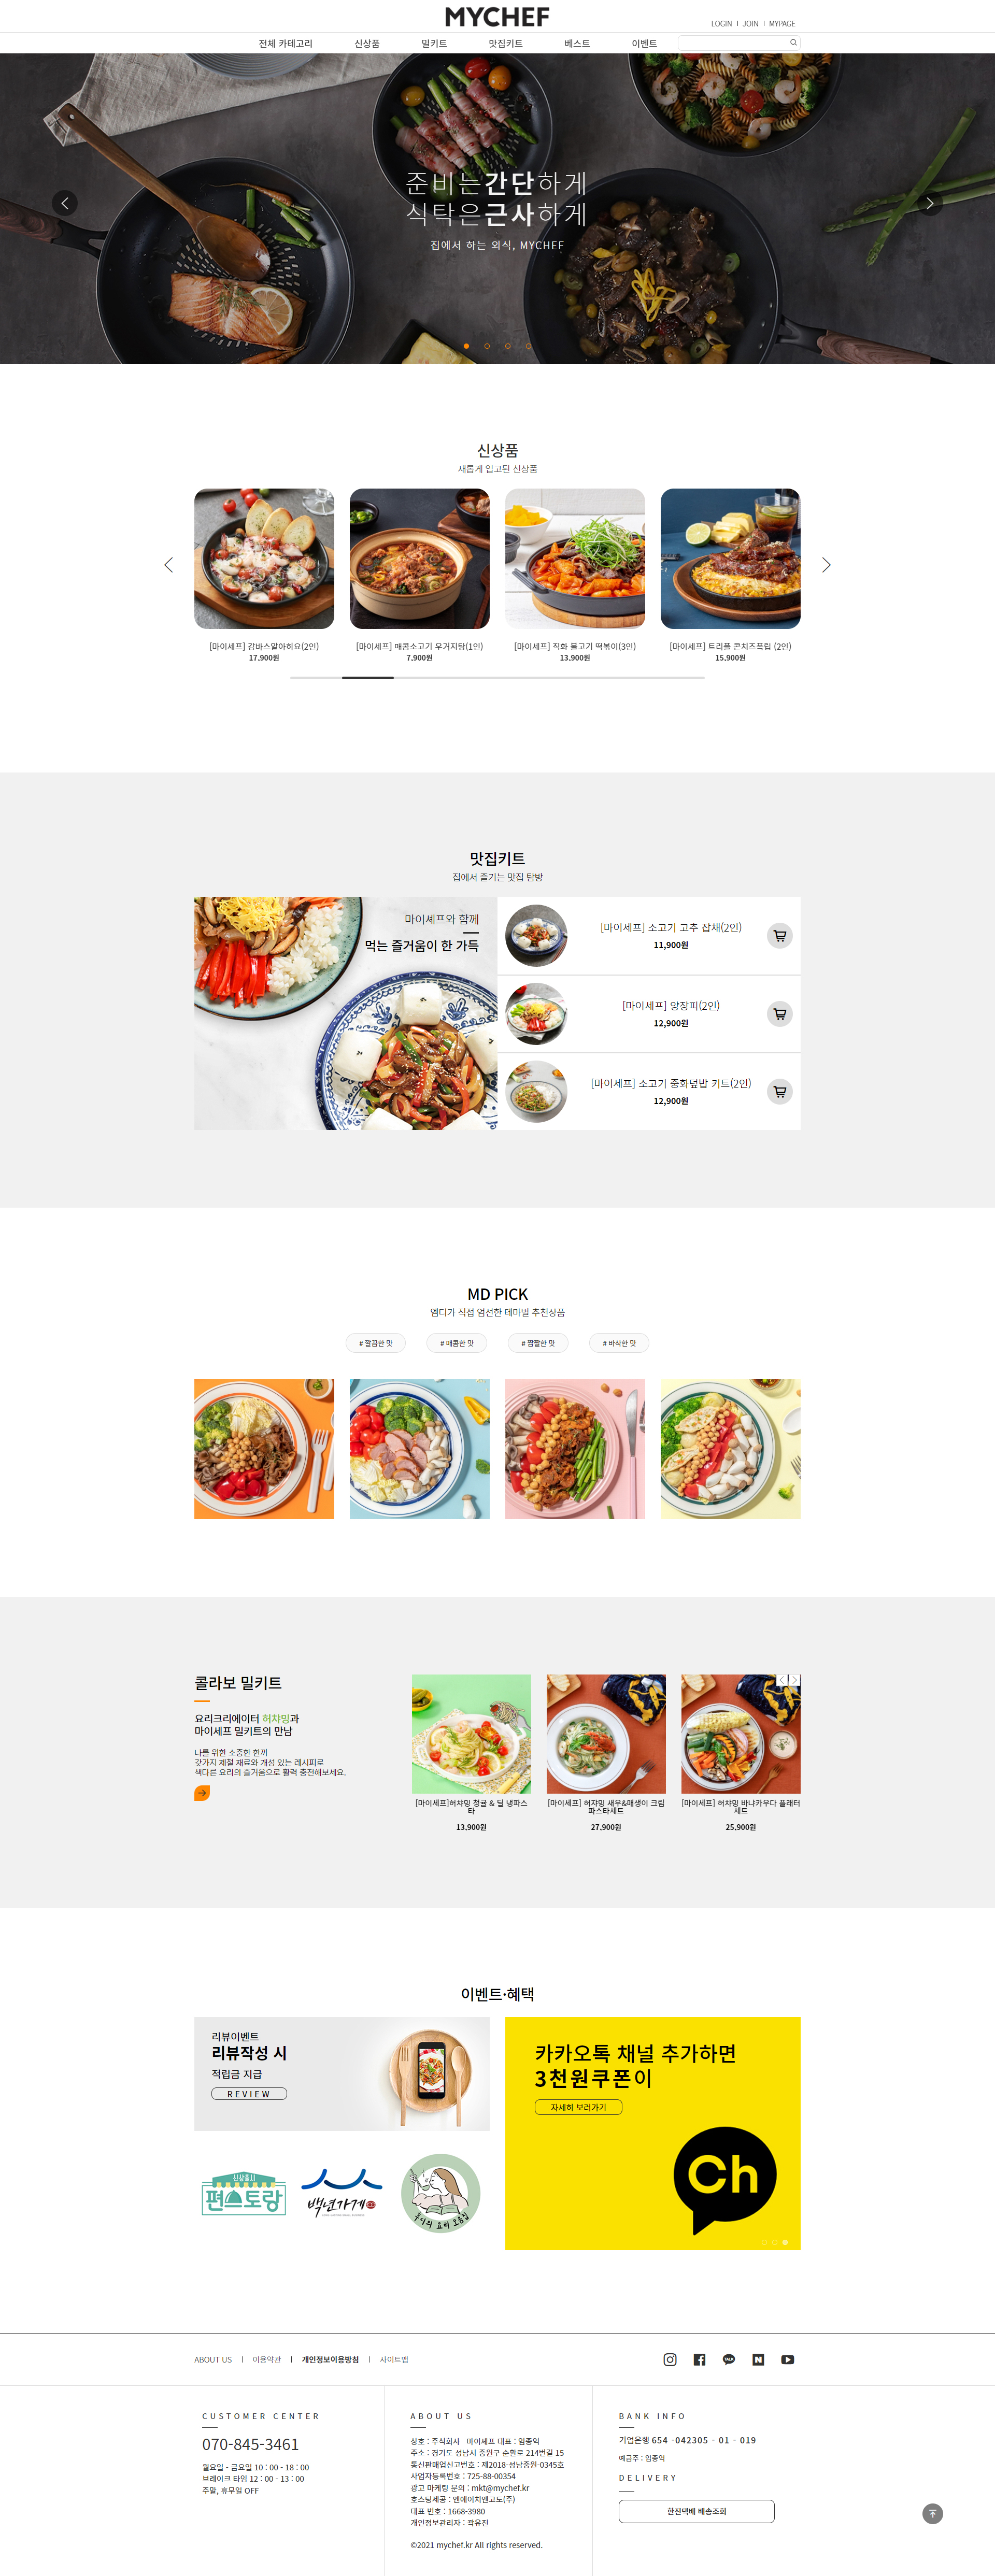 MYCHEF
LOGIN | JOIN | MYPAGE
전체 카테고리 신상품 밀키트 맛집키트 베스트 이벤트
준비는간단하게
식탁은근사하게
집에서 하는 외식, MYCHEF
신상품
새롭게 입고된 신상품
[마이셰프] 감바스알아히요(2인)
17,900원
[마이셰프] 매콤소고기 우거지탕(1인)
7,900원
[마이셰프] 직화 불고기 떡볶이(3인)
13,900원
[마이셰프] 트리플 콘치즈폭립 (2인)
15,900원
맛집키트
집에서 즐기는 맛집 탐방
마이셰프와 함께
먹는 즐거움이 한 가득
[마이셰프] 소고기 고추 잡채(2인)
11,900원
[마이셰프] 양장피(2인)
12,900원
[마이셰프] 소고기 중화덮밥 키트(2인)
12,900원
MD PICK
엠디가 직접 엄선한 테마별 추천상품
# 깔끔한 맛
# 매콤한 맛
# 짭짤한 맛
# 바삭한 맛
콜라보 밀키트
요리크리에이터 허챠밍과
마이셰프 밀키트의 만남
나를 위한 소중한 한끼
갖가지 제철 재료와 개성 있는 레시피로
색다른 요리의 즐거움으로 활력 충전해보세요.
[마이셰프]허챠밍 청귤 & 딜 냉파스
타
13,900원
[마이셰프] 허챠밍 새우&매생이 크림
파스타세트
27,900원
[마이셰프] 허챠밍 바냐카우다 플래터
세트
25,900원
이벤트·혜택
리뷰이벤트
리뷰작성 시
적립금 지급
REVIEW
카카오톡 채널 추가하면
3천원쿠폰이
자세히 보러가기
Ch
신상출시
편스토랑
백년가게
ABOUT US | 이용약관 | 개인정보이용방침 | 사이트맵
TALK
N
CUSTOMER CENTER
070-845-3461
월요일 - 금요일 10 : 00 - 18 : 00
브레이크 타임 12 : 00 - 13 : 00
주말, 휴무일 OFF
ABOUT US
상호 : 주식회사 마이셰프 대표 : 임종억
주소 : 경기도 성남시 중원구 순환로 214번길 15
통신판매업신고번호 : 제2018-성남중원-0345호
사업자등록번호 : 725-88-00354
광고 마케팅 문의 : mkt@mychef.kr
호스팅제공 : 엔에이치엔고도(주)
대표 번호 : 1668-3980
개인정보관리자 : 곽유진
©2021 mychef.kr All rights reserved.
BANK INFO
기업은행 654 -042305 - 01 - 019
예금주 : 임종억
DELIVERY
한진택배 배송조회